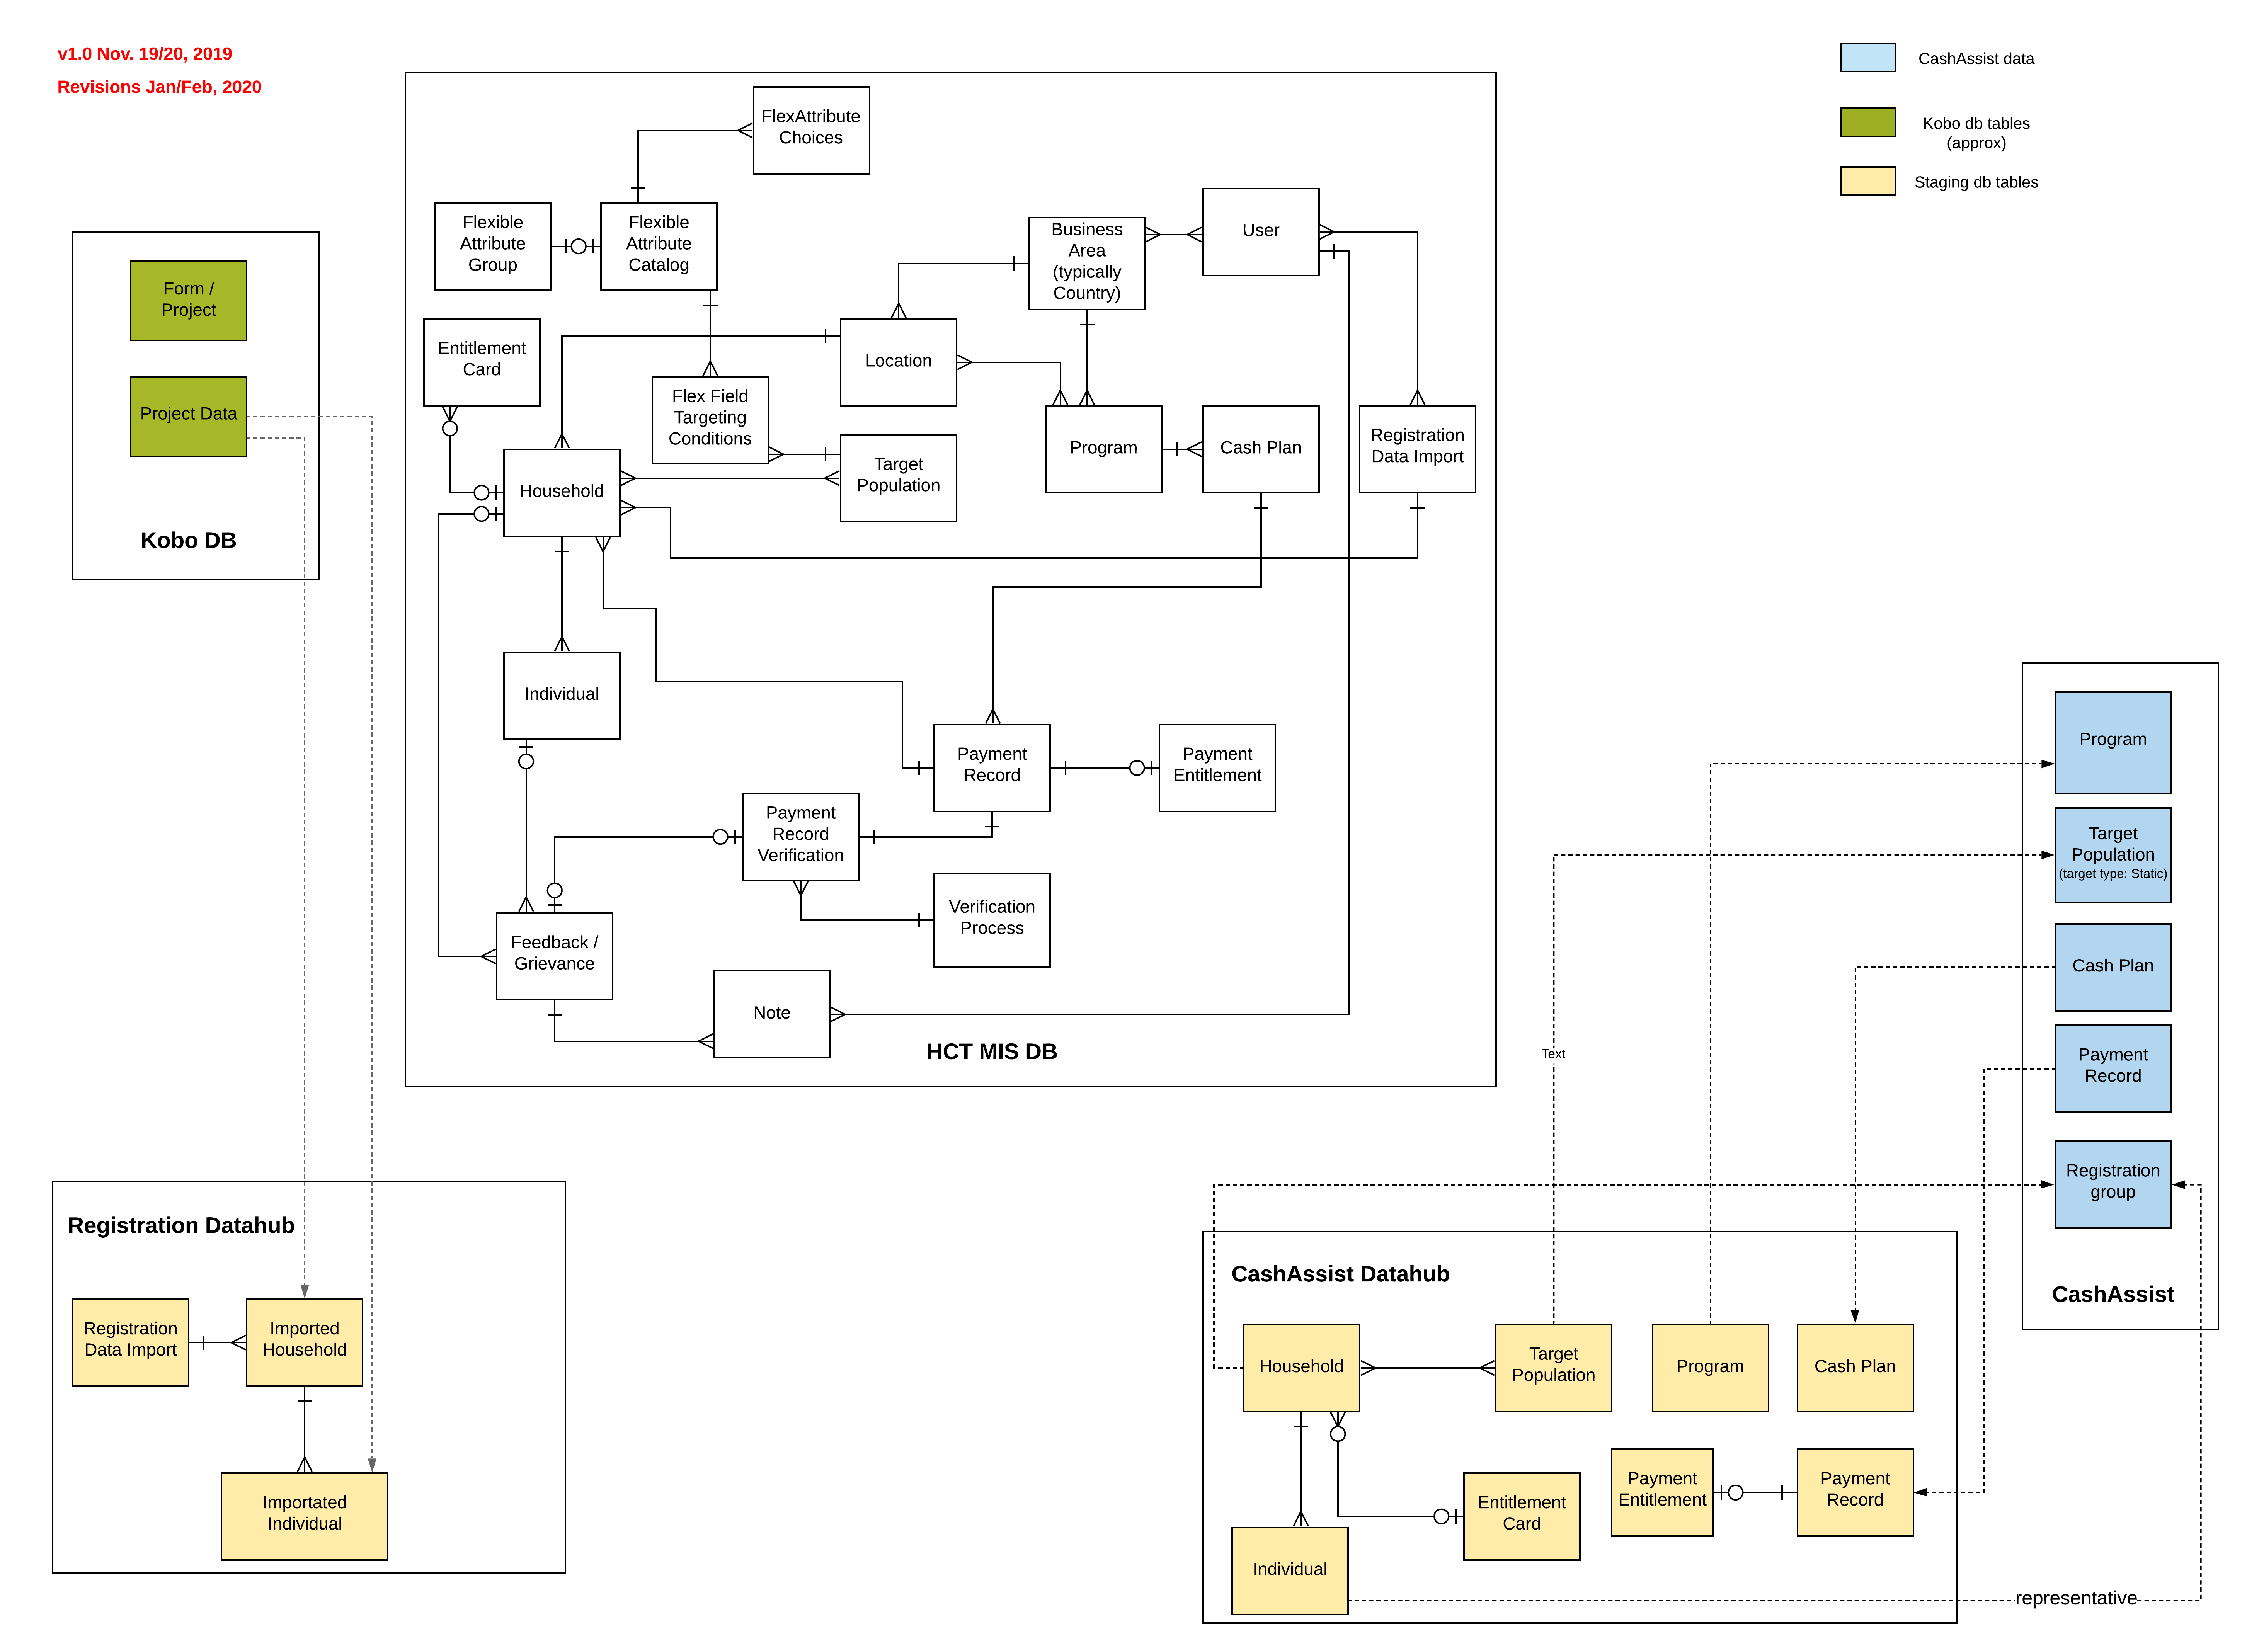 v1.0 Nov. 19/20, 2019
Revisions Jan/Feb, 2020
CashAssist data
Kobo db tables
(approx)
Staging db tables
FlexAttribute
Choices
Flexible
Attribute
Group
Flexible
Attribute
Catalog
Business
Area
(typically
Country)
User
Form /
Project
Project Data
Kobo DB
Entitlement
Card
Flex Field
Targeting
Conditions
Location
Target
Population
Program
Cash Plan
Registration
Data Import
Household
Individual
Payment
Record
Payment
Entitlement
Payment
Record
Verification
Verification
Process
Feedback /
Grievance
Note
HCT MIS DB
Program
Target
Population
(target type: Static)
Cash Plan
Payment
Record
Registration
group
CashAssist
Text
Registration Datahub
Registration
Data Import
Imported
Household
Importated
Individual
CashAssist Datahub
Household
Target
Population
Program
Cash Plan
Entitlement
Card
Payment
Entitlement
Payment
Record
Individual
representative